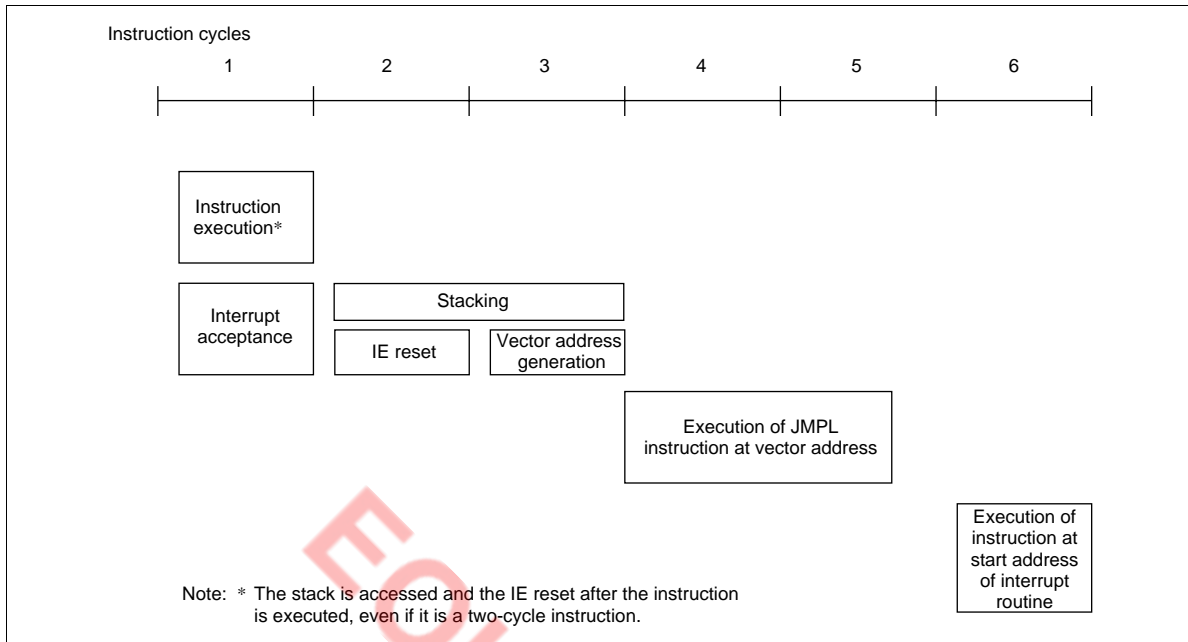 Instruction cycles
1 2 3 4 5 6
Instruction
execution*
Interrupt
acceptance
Stacking
IE reset
Vector address
generation
Execution of JMPL
instruction at vector address
Execution of
instruction at
start address
of interrupt
routine
Note: * The stack is accessed and the IE reset after the instruction
is executed, even if it is a two-cycle instruction.